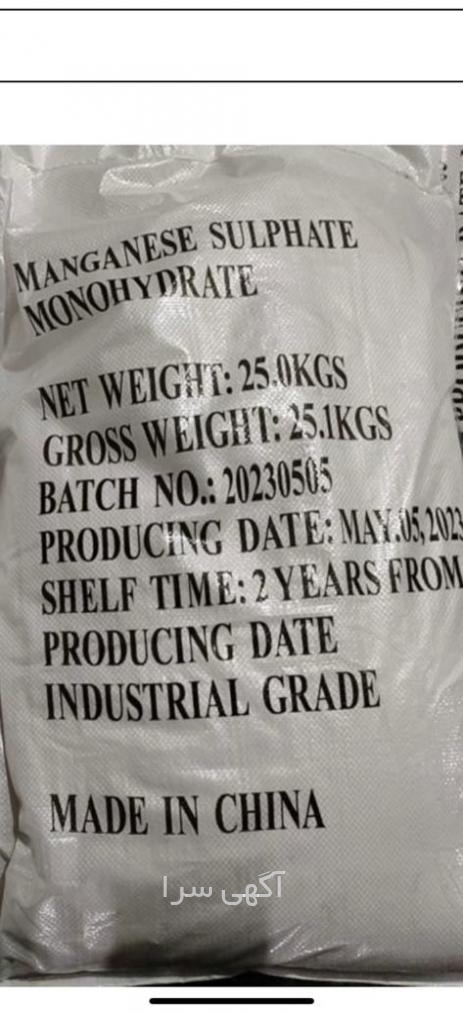 MANGANESE SULPHATE
MONOHYDRATE
NET WEIGHT: 25.0KGS
GROSS WEIGHT: 25.1KGS
BATCH NO.: 20230505
PRODUCING DATE: MAY.05,2023
SHELF TIME: 2 YEARS FROM
PRODUCING DATE
INDUSTRIAL GRADE
MADE IN CHINA
آگهی سرا